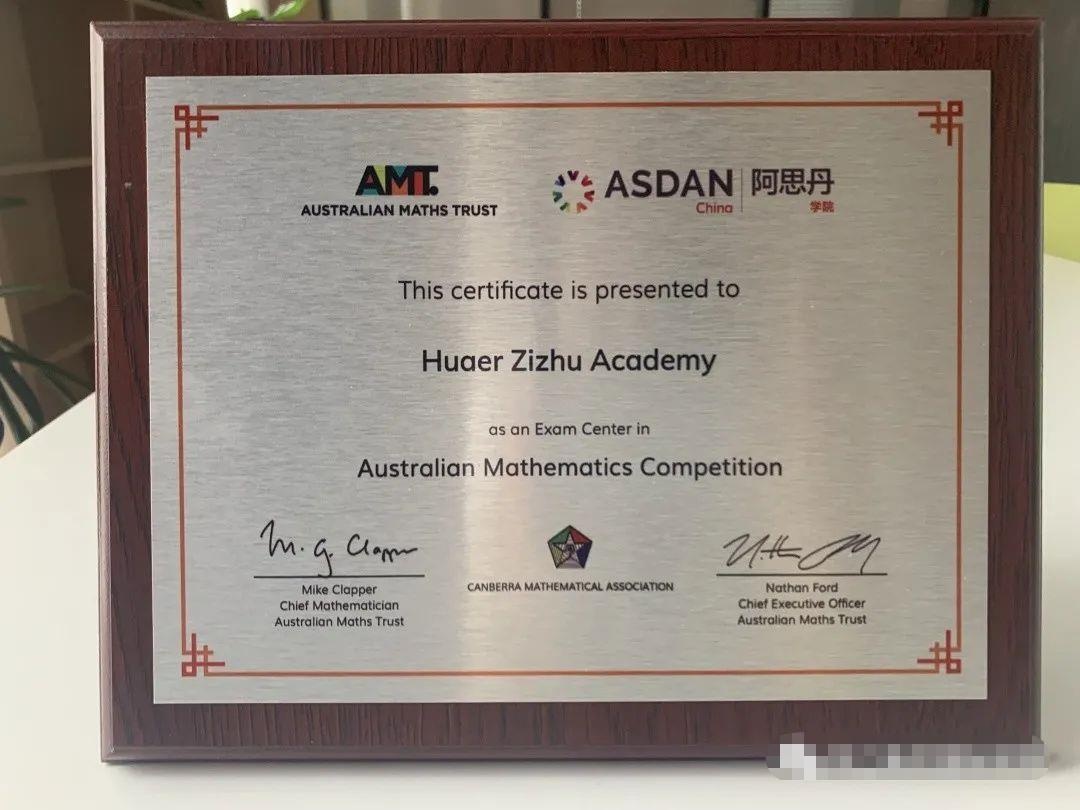 AMT.
AUSTRALIAN MATHS TRUST
ASDAN
China
阿思丹
学院
This certificate is presented to
Huaer Zizhu Academy
as an Exam Center in
Australian Mathematics Competition
M. G. Clapper
Mike Clapper
Chief Mathematician
Australian Maths Trust
CANBERRA MATHEMATICAL ASSOCIATION
Nathan Ford
Chief Executive Officer
Australian Maths Trust